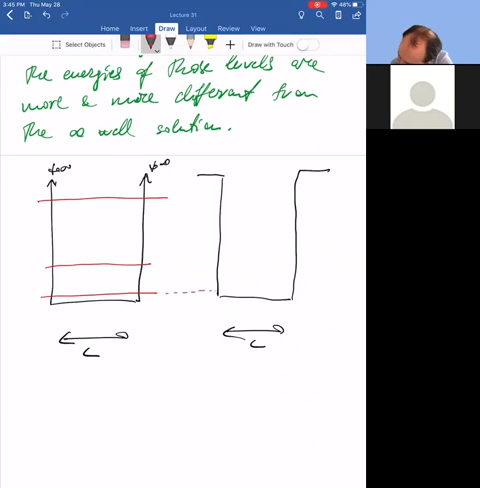 3:45 PM Thu May 28
48%
Lecture 31
Home Insert Draw Layout Review View
Select Objects
Draw with Touch
The energies of those levels are
more & more different from
the ∞ well solution.
L
L